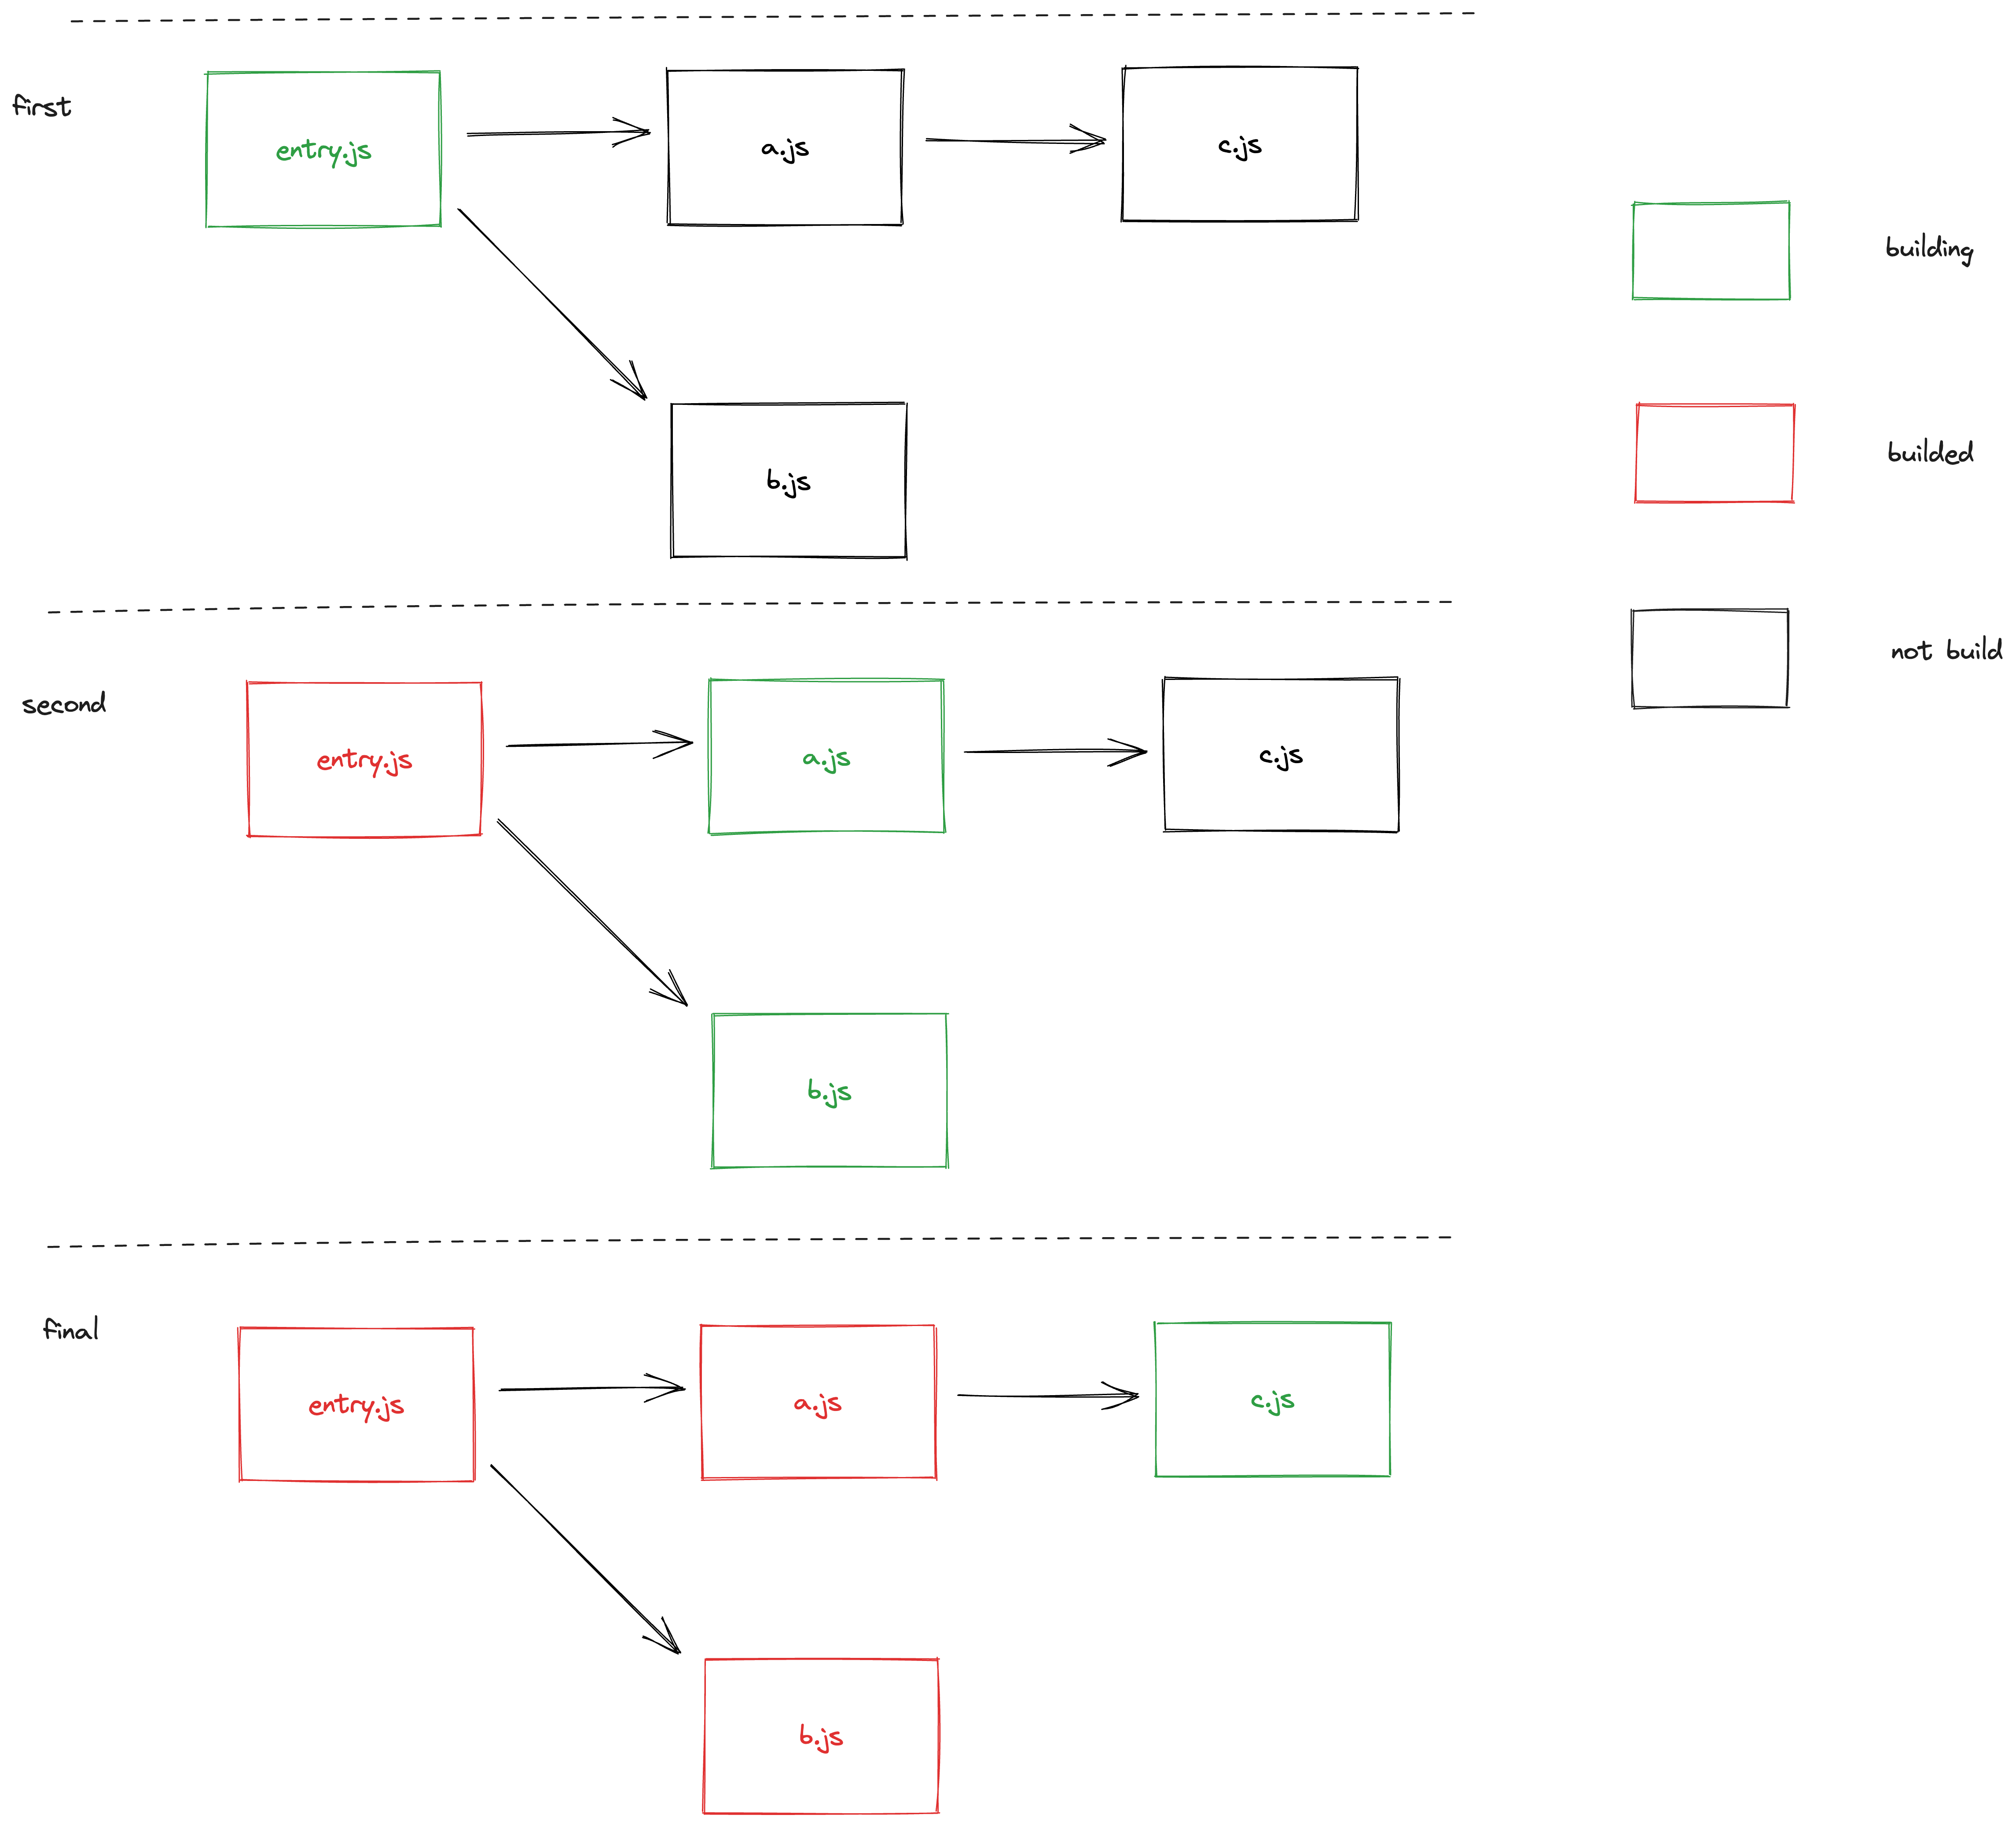 first
entry.js
a.js
c.js
building
builded
b.js
not build
second
entry.js
a.js
c.js
b.js
final
entry.js
a.js
c.js
b.js